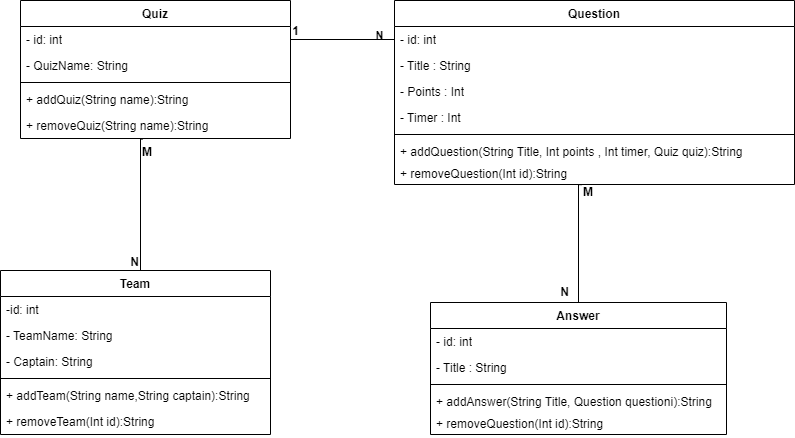 Quiz
- id: int
- QuizName: String
+ addQuiz(String name):String
+ removeQuiz(String name):String
1
N
Question
- id: int
- Title : String
- Points : Int
- Timer : Int
+ addQuestion(String Title, Int points , Int timer, Quiz quiz):String
+ removeQuestion(Int id):String
M
N
M
N
Team
-id: int
- TeamName: String
- Captain: String
+ addTeam(String name,String captain):String
+ removeTeam(Int id):String
Answer
- id: int
- Title : String
+ addAnswer(String Title, Question questioni):String
+ removeQuestion(Int id):String